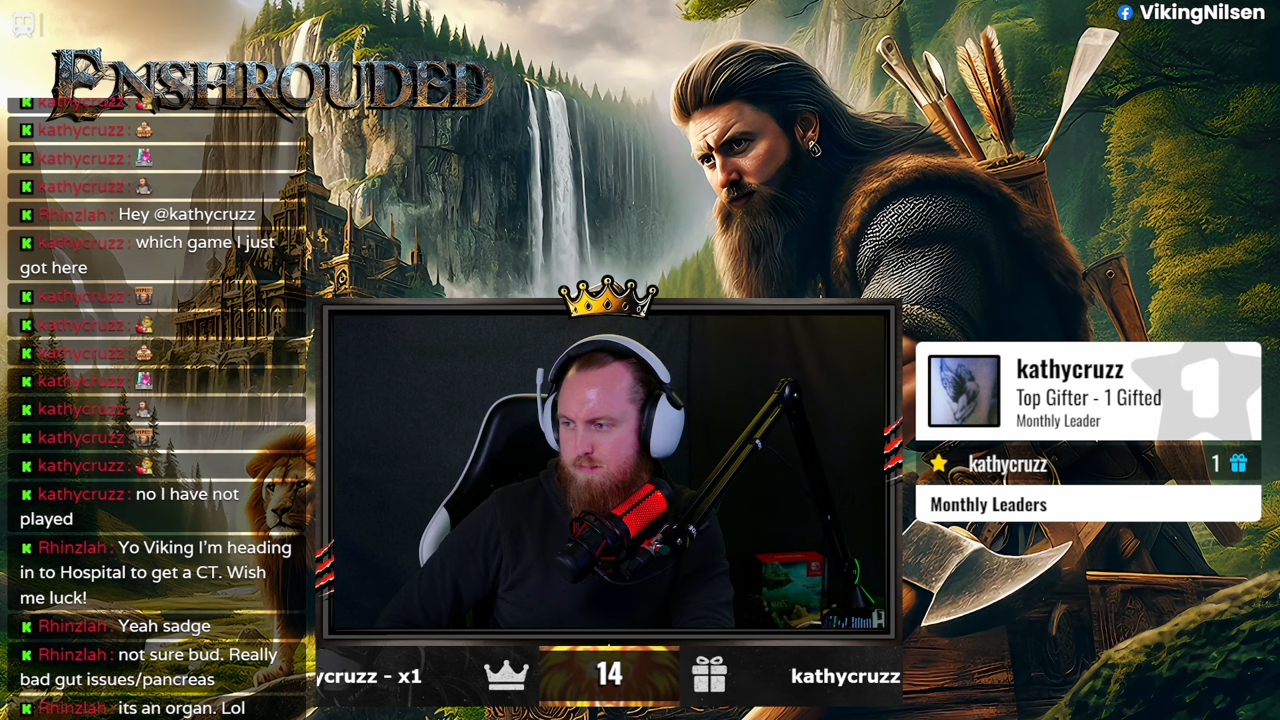 VikingNilsen
ENSHROUDED
kathycruzz:
kathycruzz:
kathycruzz:
kathycruzz:
Rhinzlah: Hey @kathycruzz
kathycruzz: which game I just
got here
kathycruzz:
kathycruzz:
kathycruzz:
kathycruzz:
kathycruzz:
kathycruzz:
kathycruzz:
kathycruzz: no I have not
played
Rhinzlah: Yo Viking I'm heading
in to Hospital to get a CT. Wish
me luck!
Rhinzlah: Yeah sadge
Rhinzlah: not sure bud. Really
bad gut issues/pancreas
Rhinzlah: its an organ. Lol
kathycruzz
Top Gifter - 1 Gifted
Monthly Leader
1
kathycruzz 1
Monthly Leaders
ycruzz - x1
14
kathycruzz